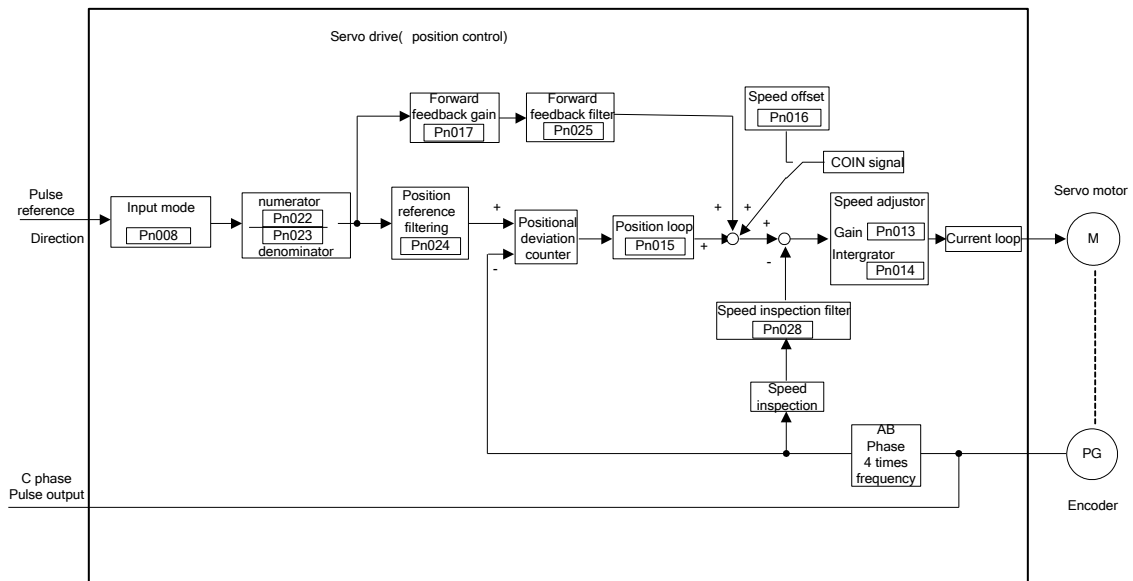 Servo drive( position control)
Forward
feedback gain
Pn017
Forward
feedback filter
Pn025
Speed offset
Pn016
COIN signal
Pulse
reference
Direction
Input mode
Pn008
numerator
Pn022
Pn023
denominator
Position
reference
filtering
Pn024
+
-
Positional
deviation
counter
Position loop
Pn015
+
+
+
+
-
Speed adjustor
Gain
Pn013
Intergrator
Pn014
Current loop
Servo motor
M
Speed inspection filter
Pn028
Speed
inspection
AB
Phase
4 times
frequency
PG
Encoder
C phase
Pulse output